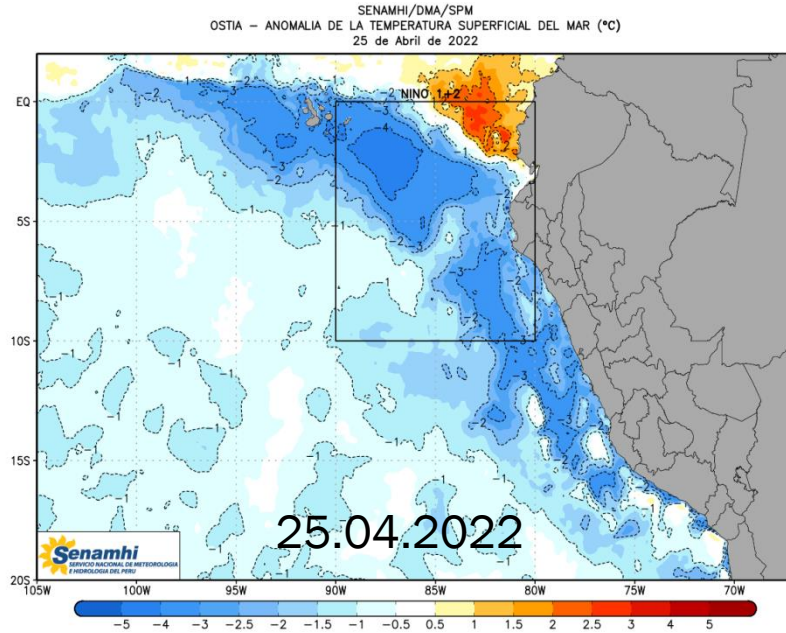 SENAMHI/DMA/SPM
OSTIA – ANOMALIA DE LA TEMPERATURA SUPERFICIAL DEL MAR (°C)
25 de Abril de 2022
NINO 1+2
EQ
5S
10S
15S
20S
25.04.2022
Senamhi
SERVICIO NACIONAL DE METEOROLOGIA
E HIDROLOGIA DEL PERU
105W 100W 95W 90W 85W 80W 75W 70W
-5 -4 -3 -2.5 -2 -1.5 -1 -0.5 0.5 1 1.5 2 2.5 3 4 5